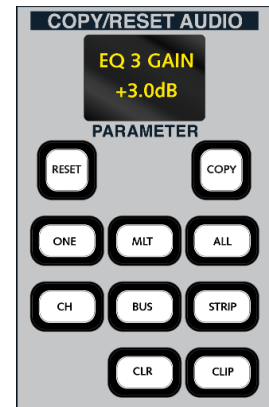 COPY/RESET AUDIO
EQ 3 GAIN
+3.0dB
PARAMETER
RESET COPY
ONE MLT ALL
CH BUS STRIP
CLR CLIP